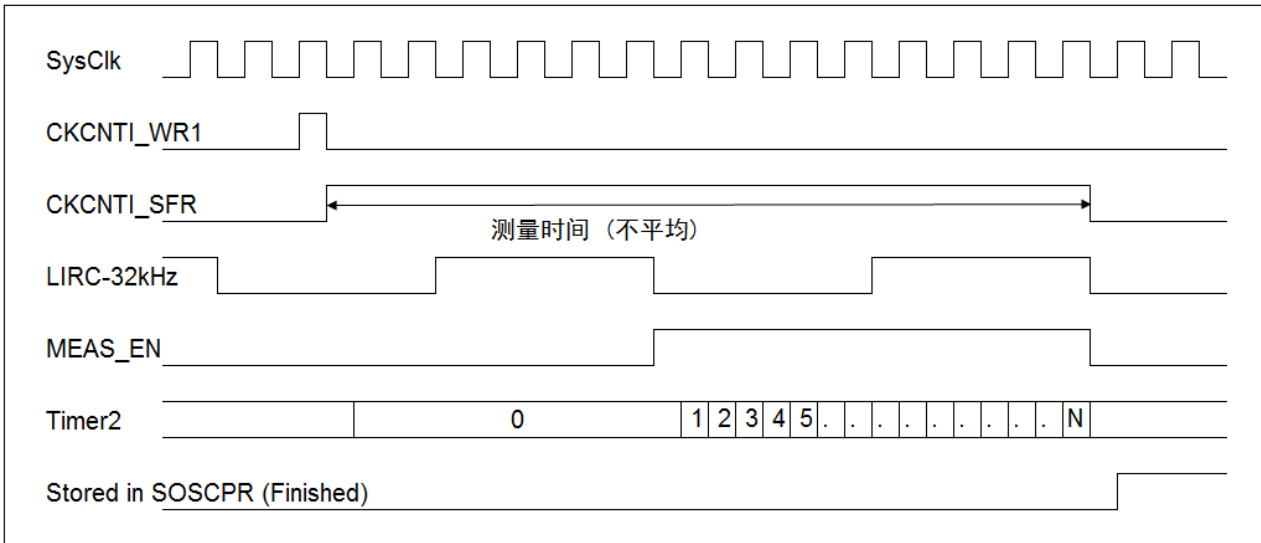 SysClk
CKCNTI_WR1
CKCNTI_SFR
测量时间（不平均）
LIRC-32kHz
MEAS_EN
Timer2 0 1 2 3 4 5 . . . . . . . . . N
Stored in SOSCPR (Finished)